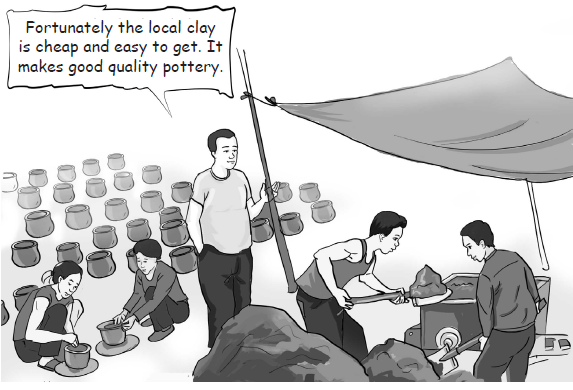 Fortunately the local clay
is cheap and easy to get. It
makes good quality pottery.